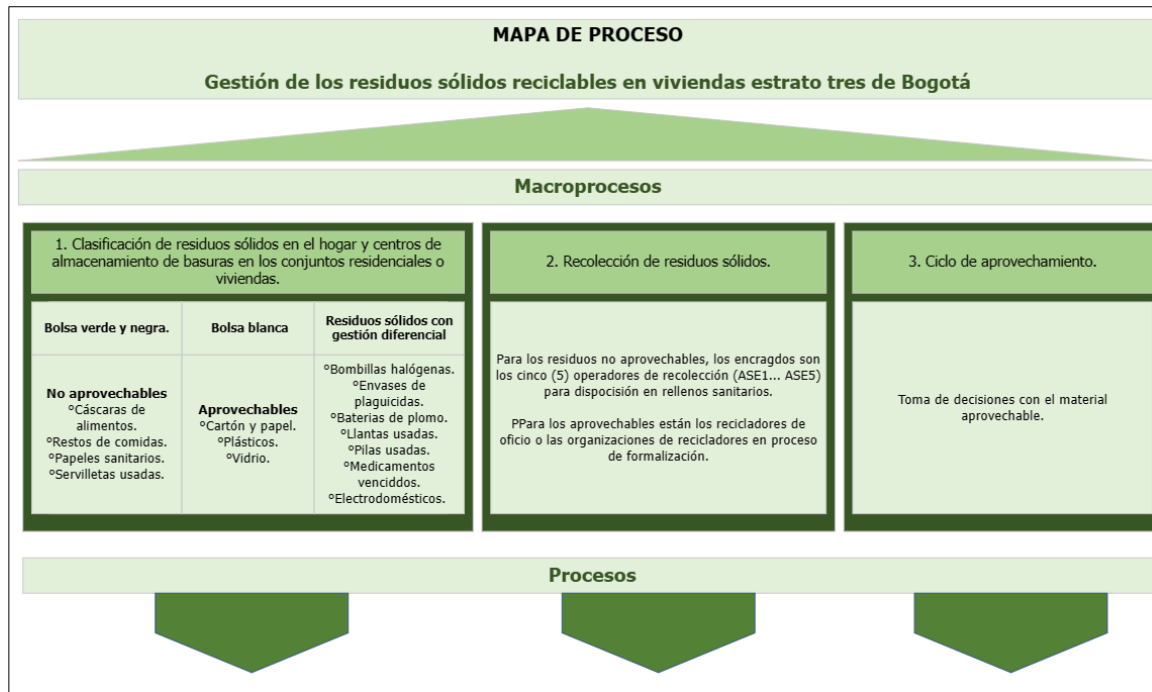 MAPA DE PROCESO
Gestión de los residuos sólidos reciclables en viviendas estrato tres de Bogotá
Macroprocesos
1. Clasificación de residuos sólidos en el hogar y centros de
almacenamiento de basuras en los conjuntos residenciales o
viviendas.
Bolsa verde y negra.
Bolsa blanca
Residuos sólidos con
gestión diferencial
No aprovechables
°Cáscaras de
alimentos.
°Restos de comidas.
°Papeles sanitarios.
°Servilletas usadas.
Aprovechables
°Cartón y papel.
°Plásticos.
°Vidrio.
°Bombillas halógenas.
°Envases de
plaguicidas.
°Baterias de plomo.
°Llantas usadas.
°Pilas usadas.
°Medicamentos
venciddos.
°Electrodomésticos.
2. Recolección de residuos sólidos.
Para los residuos no aprovechables, los encragdos son
los cinco (5) operadores de recolección (ASE1... ASE5)
para disposición en rellenos sanitarios.
PPara los aprovechables están los recicladores de
oficio o las organizaciones de recicladores en proceso
de formalización.
3. Ciclo de aprovechamiento.
Toma de decisiones con el material
aprovechable.
Procesos